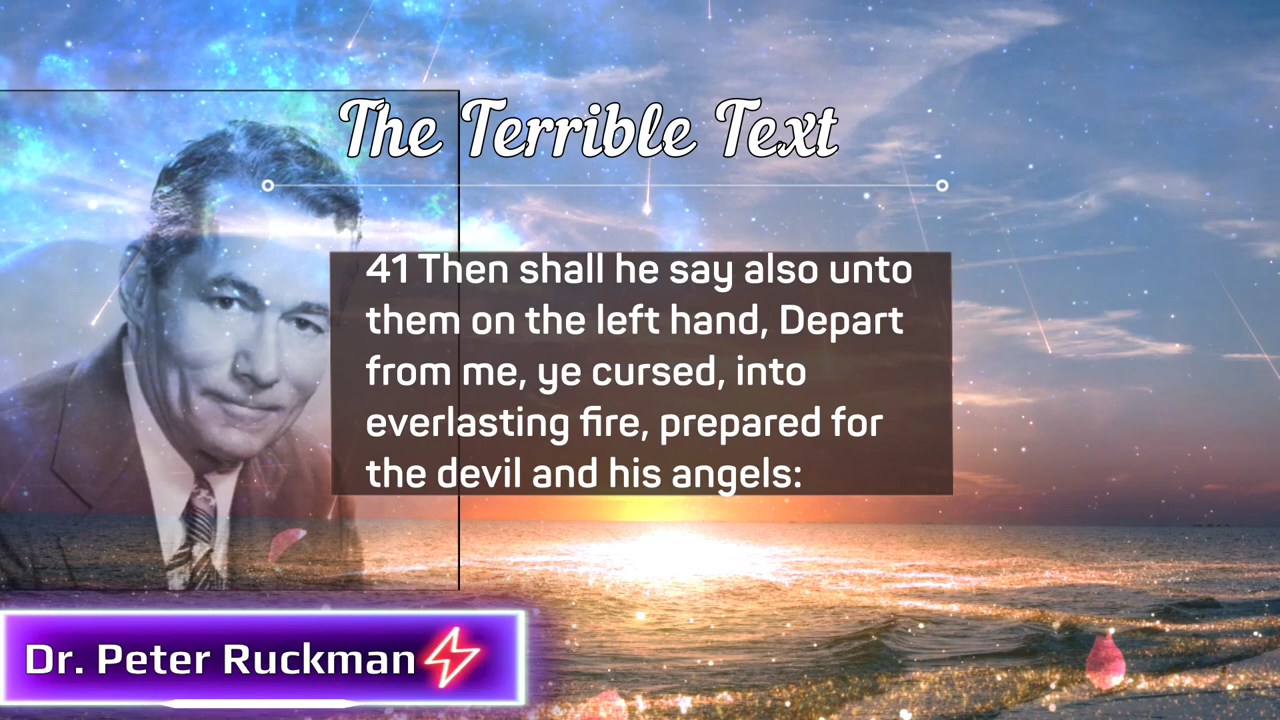 The Terrible Text
41 Then shall he say also unto
them on the left hand, Depart
from me, ye cursed, into
everlasting fire, prepared for
the devil and his angels:
Dr. Peter Ruckman